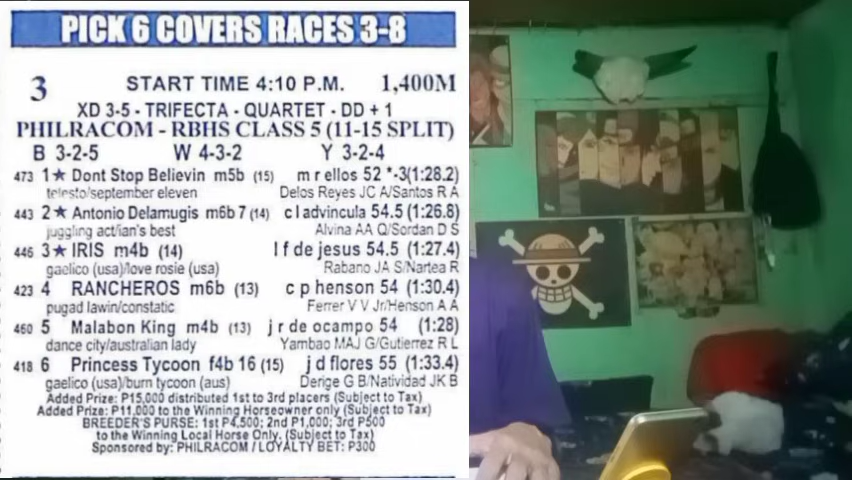 PICK 6 COVERS RACES 3-8
3 START TIME 4:10 P.M. 1,400M
XD 3-5 - TRIFECTA - QUARTET - DD + 1
PHILRACOM - RBHS CLASS 5 (11-15 SPLIT)
B 3-2-5 W 4-3-2 Y 3-2-4
473 1★ Dont Stop Believin m5b (15) m r ellos 52 *-3(1:28.2)
telesto/september eleven Delos Reyes JC A/Santos R A
443 2★ Antonio Delamugis m6b 7 (14) c l advincula 54.5 (1:26.8)
juggling act/ian's best Alvina AA Q/Sordan D S
446 3★ IRIS m4b (14) l f de jesus 54.5 (1:27.4)
gaelico (usa)/love rosie (usa) Rabano JA S/Nartea R
423 4 RANCHEROS m6b (13) c p henson 54 (1:30.4)
pugad lawin/constatic Ferrer V V Jr/Henson A A
460 5 Malabon King m4b (13) j r de ocampo 54 (1:28)
dance city/australian lady Yambao MAJ G/Gutierrez R L
418 6 Princess Tycoon f4b 16 (15) j d flores 55 (1:33.4)
gaelico (usa)/burn tycoon (aus) Derige G B/Natividad JK B
Added Prize: P15,000 distributed 1st to 3rd placers (Subject to Tax)
Added Prize: P11,000 to the Winning Horseowner only (Subject to Tax)
BREEDER'S PURSE: 1st P4,500; 2nd P1,000; 3rd P500
to the Winning Local Horse Only. (Subject to Tax)
Sponsored by: PHILRACOM / LOYALTY BET: P300